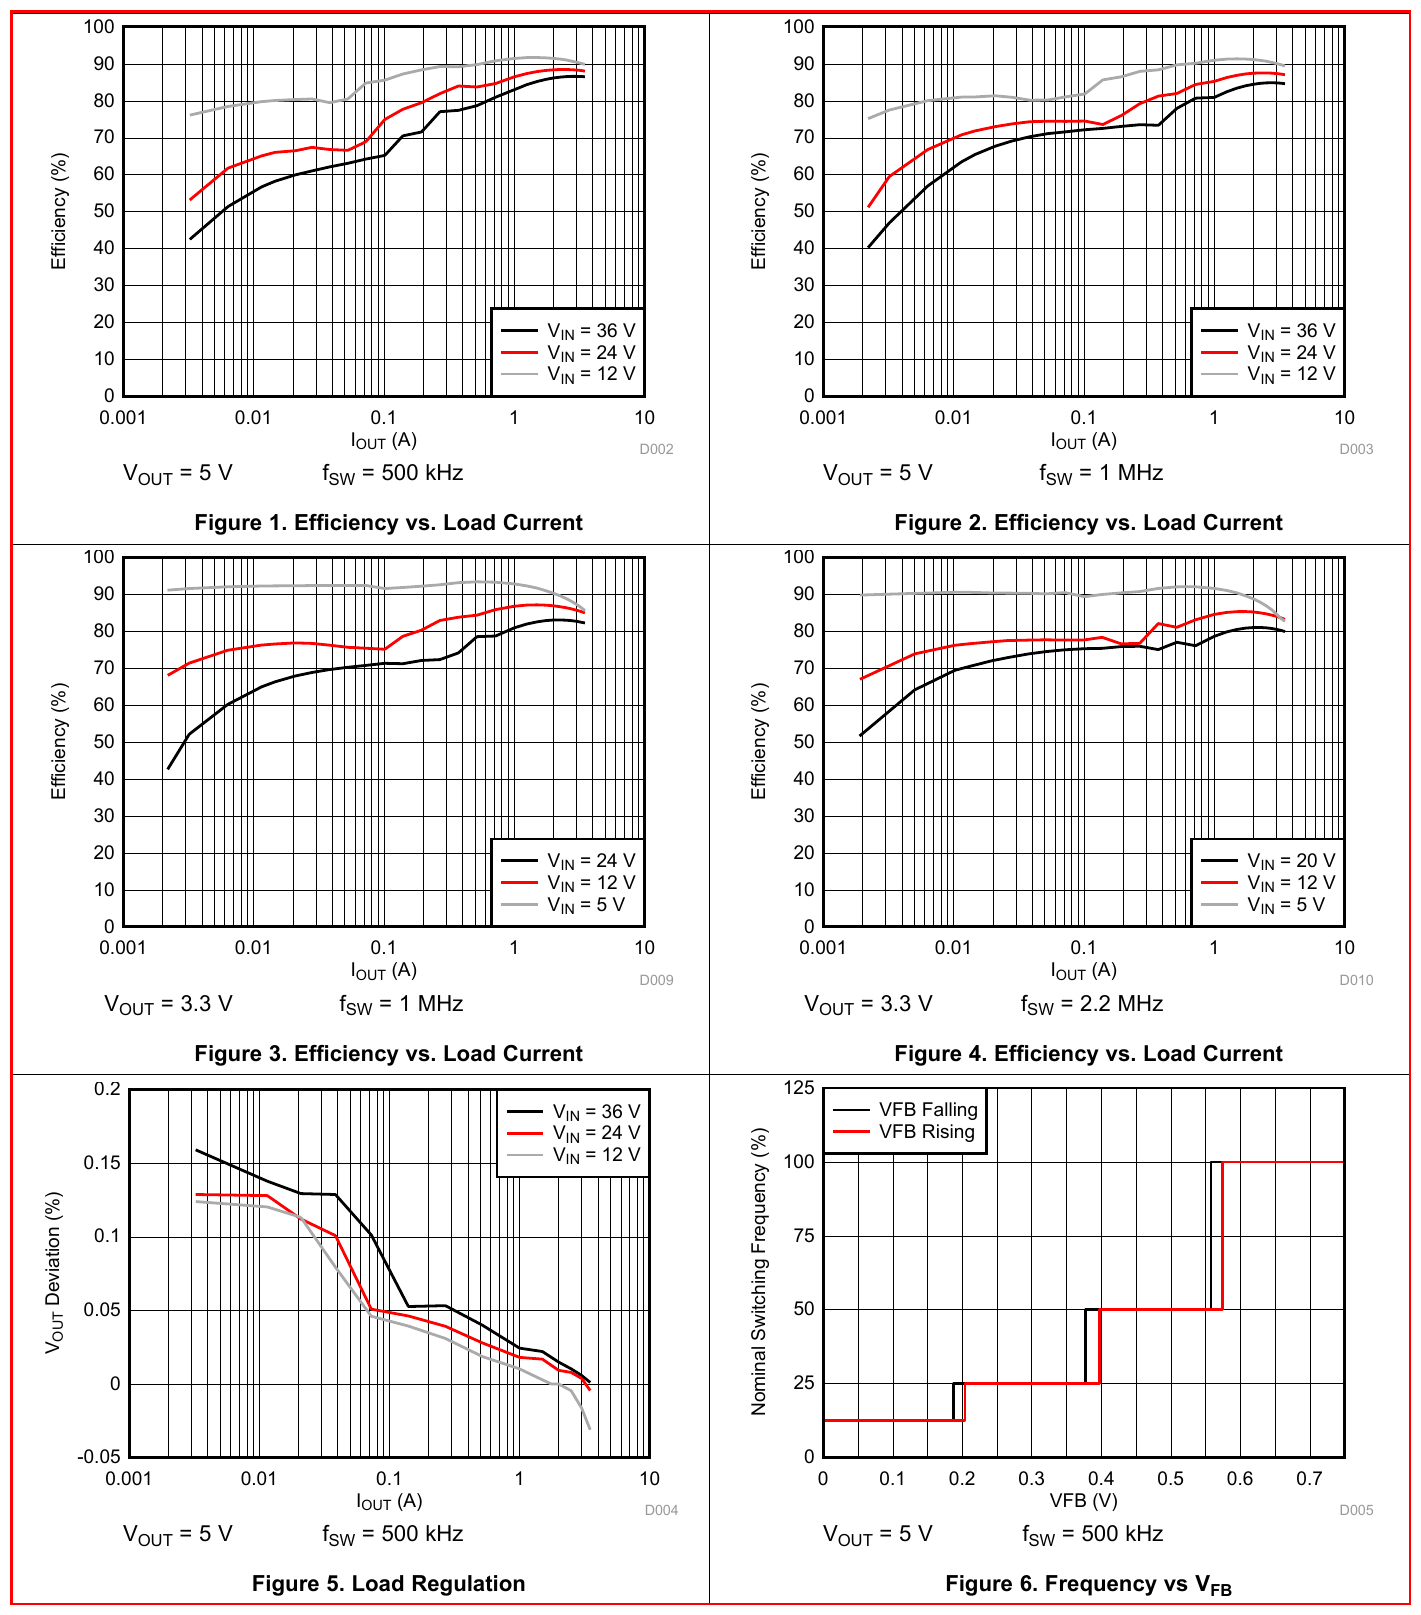 100
90
80
70
60
50
40
30
20
10
0
Efficiency (%)
0.001 0.01 0.1 1 10
IOUT (A)
VIN = 36 V
VIN = 24 V
VIN = 12 V
D002
VOUT = 5 V fSW = 500 kHz
Figure 1. Efficiency vs. Load Current
100
90
80
70
60
50
40
30
20
10
0
Efficiency (%)
0.001 0.01 0.1 1 10
IOUT (A)
VIN = 36 V
VIN = 24 V
VIN = 12 V
D003
VOUT = 5 V fSW = 1 MHz
Figure 2. Efficiency vs. Load Current
100
90
80
70
60
50
40
30
20
10
0
Efficiency (%)
0.001 0.01 0.1 1 10
IOUT (A)
VIN = 24 V
VIN = 12 V
VIN = 5 V
D009
VOUT = 3.3 V fSW = 1 MHz
Figure 3. Efficiency vs. Load Current
100
90
80
70
60
50
40
30
20
10
0
Efficiency (%)
0.001 0.01 0.1 1 10
IOUT (A)
VIN = 20 V
VIN = 12 V
VIN = 5 V
D010
VOUT = 3.3 V fSW = 2.2 MHz
Figure 4. Efficiency vs. Load Current
0.2
0.15
0.1
0.05
0
-0.05
VOUT Deviation (%)
0.001 0.01 0.1 1 10
IOUT (A)
VIN = 36 V
VIN = 24 V
VIN = 12 V
D004
VOUT = 5 V fSW = 500 kHz
Figure 5. Load Regulation
125
100
75
50
25
0
Nominal Switching Frequency (%)
0 0.1 0.2 0.3 0.4 0.5 0.6 0.7
VFB (V)
VFB Falling
VFB Rising
D005
VOUT = 5 V fSW = 500 kHz
Figure 6. Frequency vs VFB